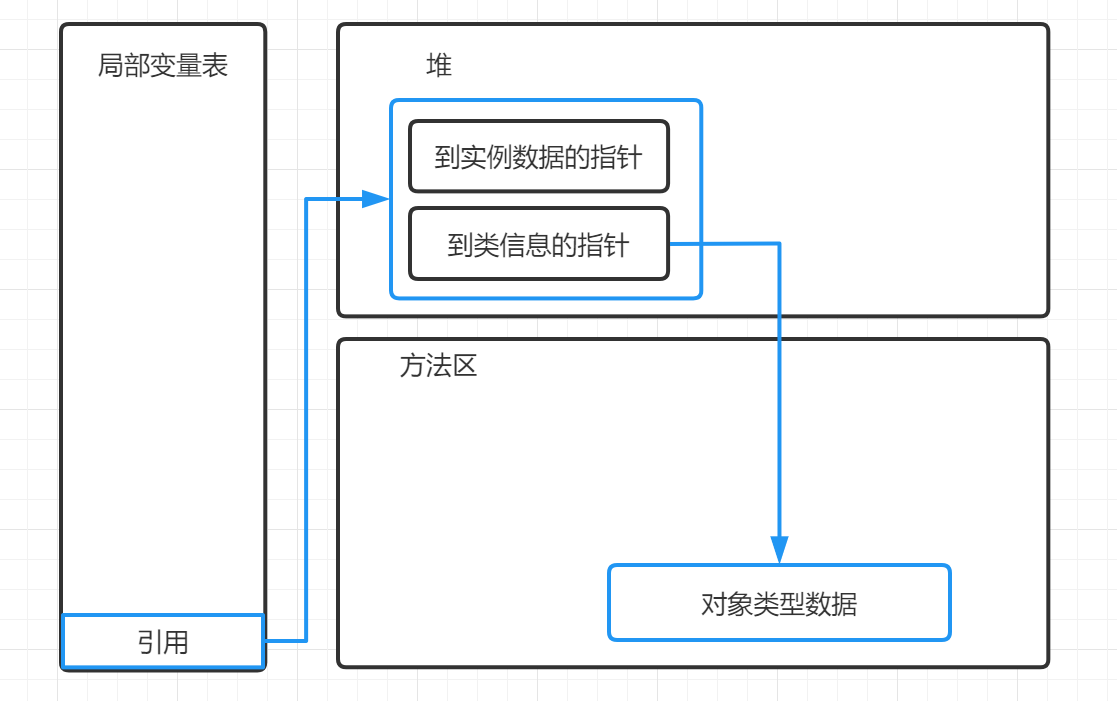 局部变量表
堆
到实例数据的指针
到类信息的指针
方法区
对象类型数据
引用